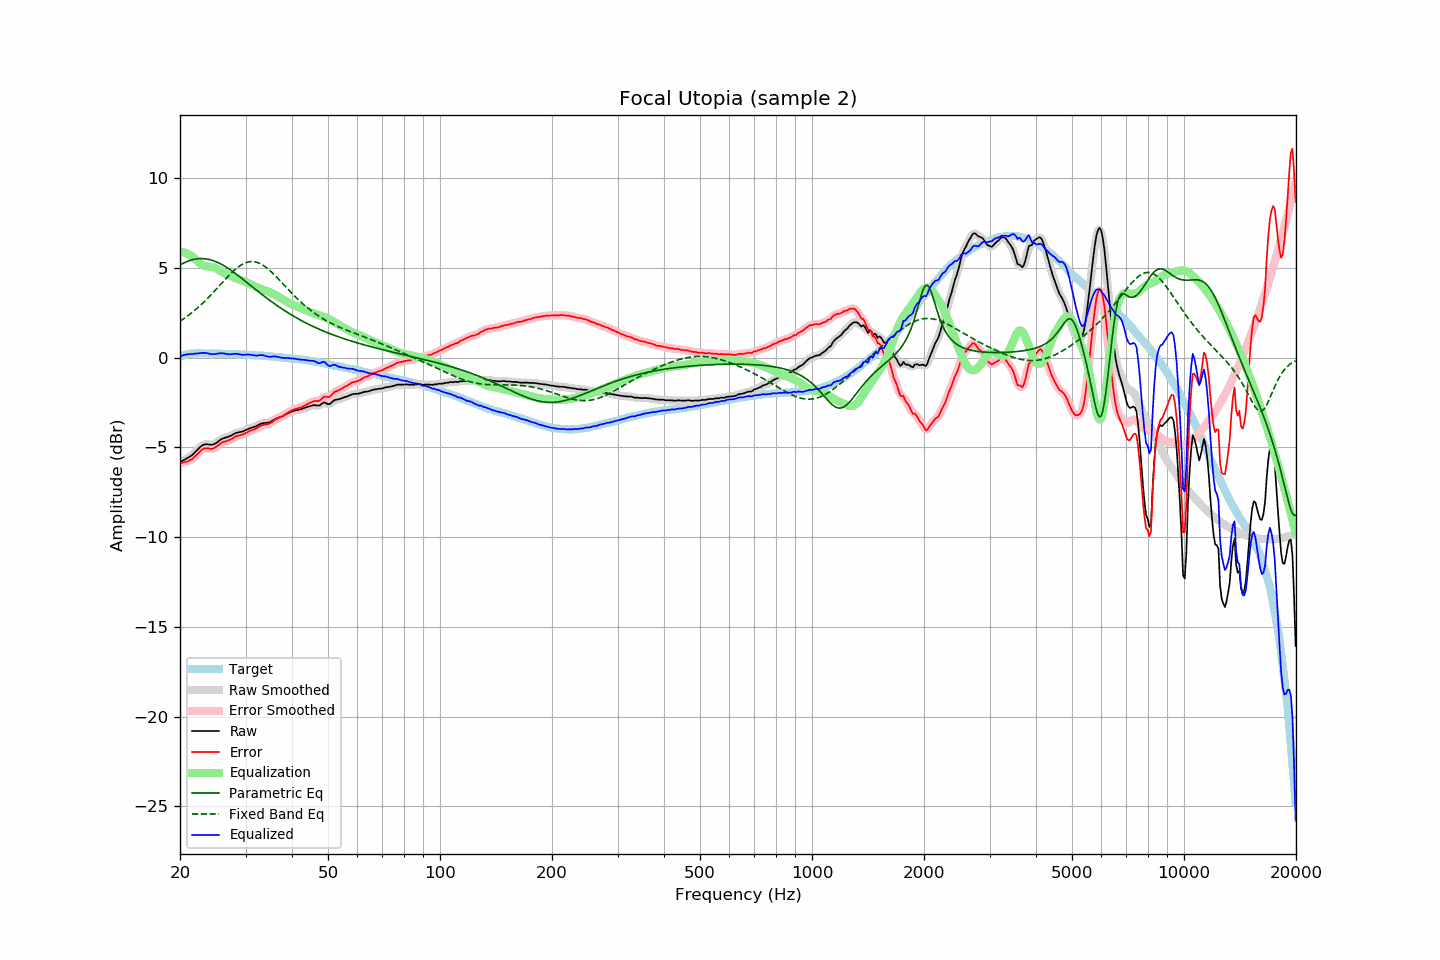 Focal Utopia (sample 2)
Amplitude (dBr)
10
5
0
−5
−10
−15
−20
−25
Target
Raw Smoothed
Error Smoothed
Raw
Error
Equalization
Parametric Eq
Fixed Band Eq
Equalized
20 50 100 200 500 1000 2000 5000 10000 20000
Frequency (Hz)